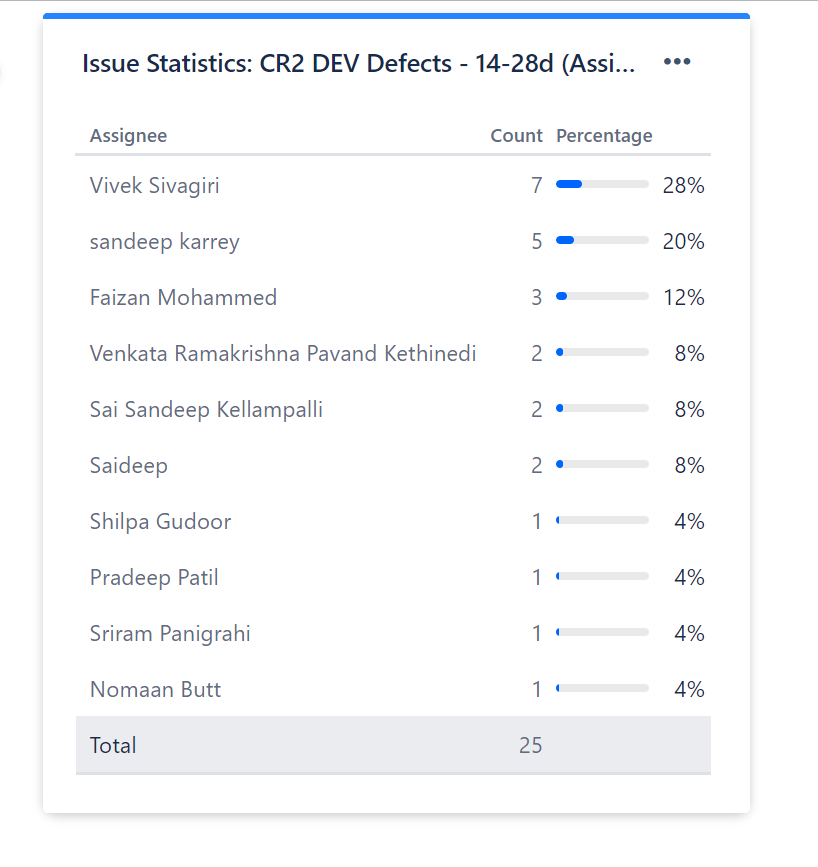 Issue Statistics: CR2 DEV Defects - 14-28d (Assi...
Assignee Count Percentage
Vivek Sivagiri 7 28%
sandeep karrey 5 20%
Faizan Mohammed 3 12%
Venkata Ramakrishna Pavand Kethinedi 2 8%
Sai Sandeep Kellampalli 2 8%
Saideep 2 8%
Shilpa Gudoor 1 4%
Pradeep Patil 1 4%
Sriram Panigrahi 1 4%
Nomaan Butt 1 4%
Total 25